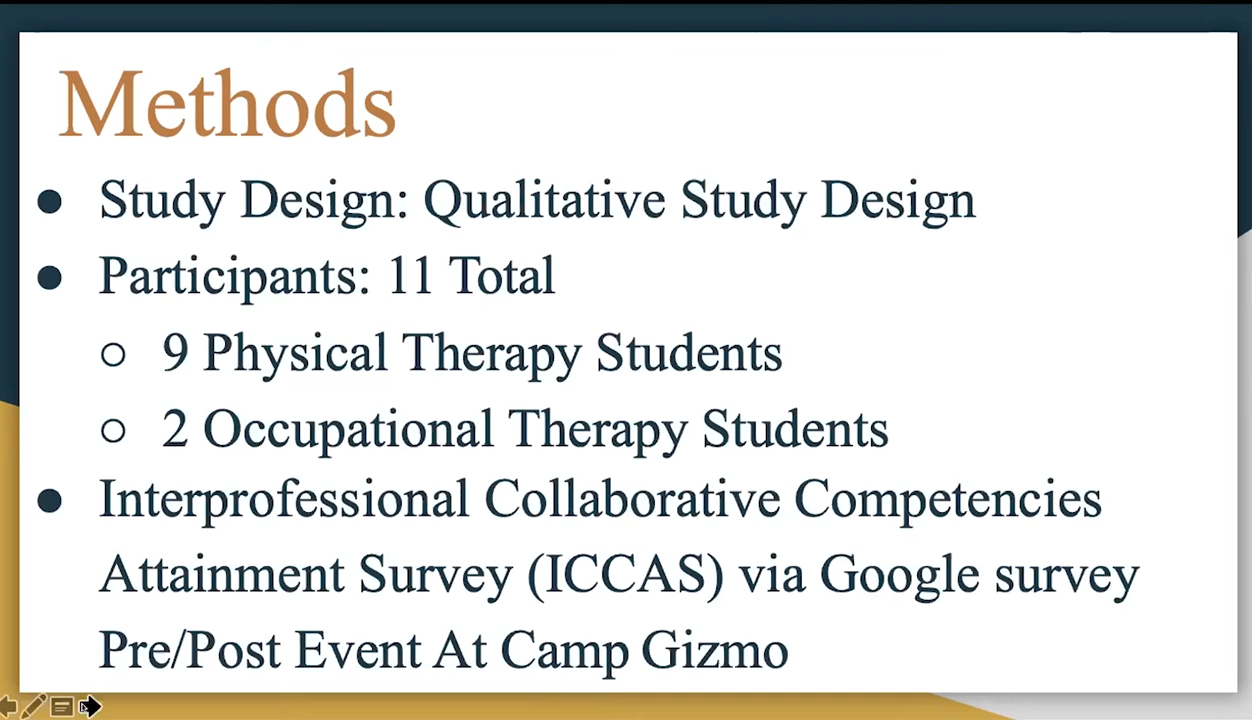 Methods
● Study Design: Qualitative Study Design
● Participants: 11 Total
○ 9 Physical Therapy Students
○ 2 Occupational Therapy Students
● Interprofessional Collaborative Competencies
Attainment Survey (ICCAS) via Google survey
Pre/Post Event At Camp Gizmo